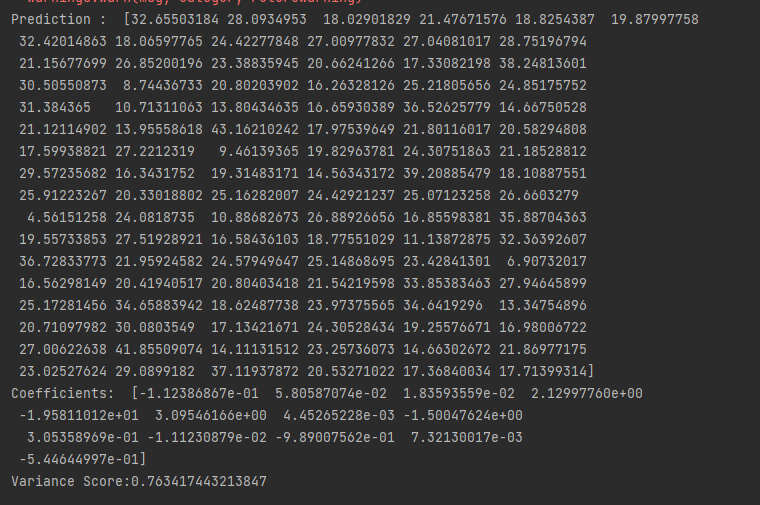 warnings.warn(msg, category=FutureWarning)
Prediction :  [32.65503184 28.0934953  18.02901829 21.47671576 18.8254387  19.87997758
 32.42014863 18.06597765 24.42277848 27.00977832 27.04081017 28.75196794
 21.15677699 26.85200196 23.38835945 20.66241266 17.33082198 38.24813601
 30.50550873  8.74436733 20.80203902 16.26328126 25.21805656 24.85175752
 31.384365   10.71311063 13.80434635 16.65930389 36.52625779 14.66750528
 21.12114902 13.95558618 43.16210242 17.97539649 21.80116017 20.58294808
 17.59938821 27.2212319   9.46139365 19.82963781 24.30751863 21.18528812
 29.57235682 16.3431752  19.31483171 14.56343172 39.20885479 18.10887551
 25.91223267 20.33018802 25.16282007 24.42921237 25.07123258 26.6603279
  4.56151258 24.0818735  10.88682673 26.88926656 16.85598381 35.88704363
 19.55733853 27.51928921 16.58436103 18.77551029 11.13872875 32.36392607
 36.72833773 21.95924582 24.57949647 25.14868695 23.42841301  6.90732017
 16.56298149 20.41940517 20.80403418 21.54219598 33.85383463 27.94645899
 25.17281456 34.65883942 18.62487738 23.97375565 34.6419296  13.34754896
 20.71097982 30.0803549  17.13421671 24.30528434 19.25576671 16.98006722
 27.00622638 41.85509074 14.11131512 23.25736073 14.66302672 21.86977175
 23.02527624 29.0899182  37.11937872 20.53271022 17.36840034 17.71399314]
Coefficients:  [-1.12386867e-01  5.80587074e-02  1.83593559e-02  2.12997760e+00
 -1.95811012e+01  3.09546166e+00  4.45265228e-03 -1.50047624e+00
  3.05358969e-01 -1.11230879e-02 -9.89007562e-01  7.32130017e-03
 -5.44644997e-01]
Variance Score:0.763417443213847